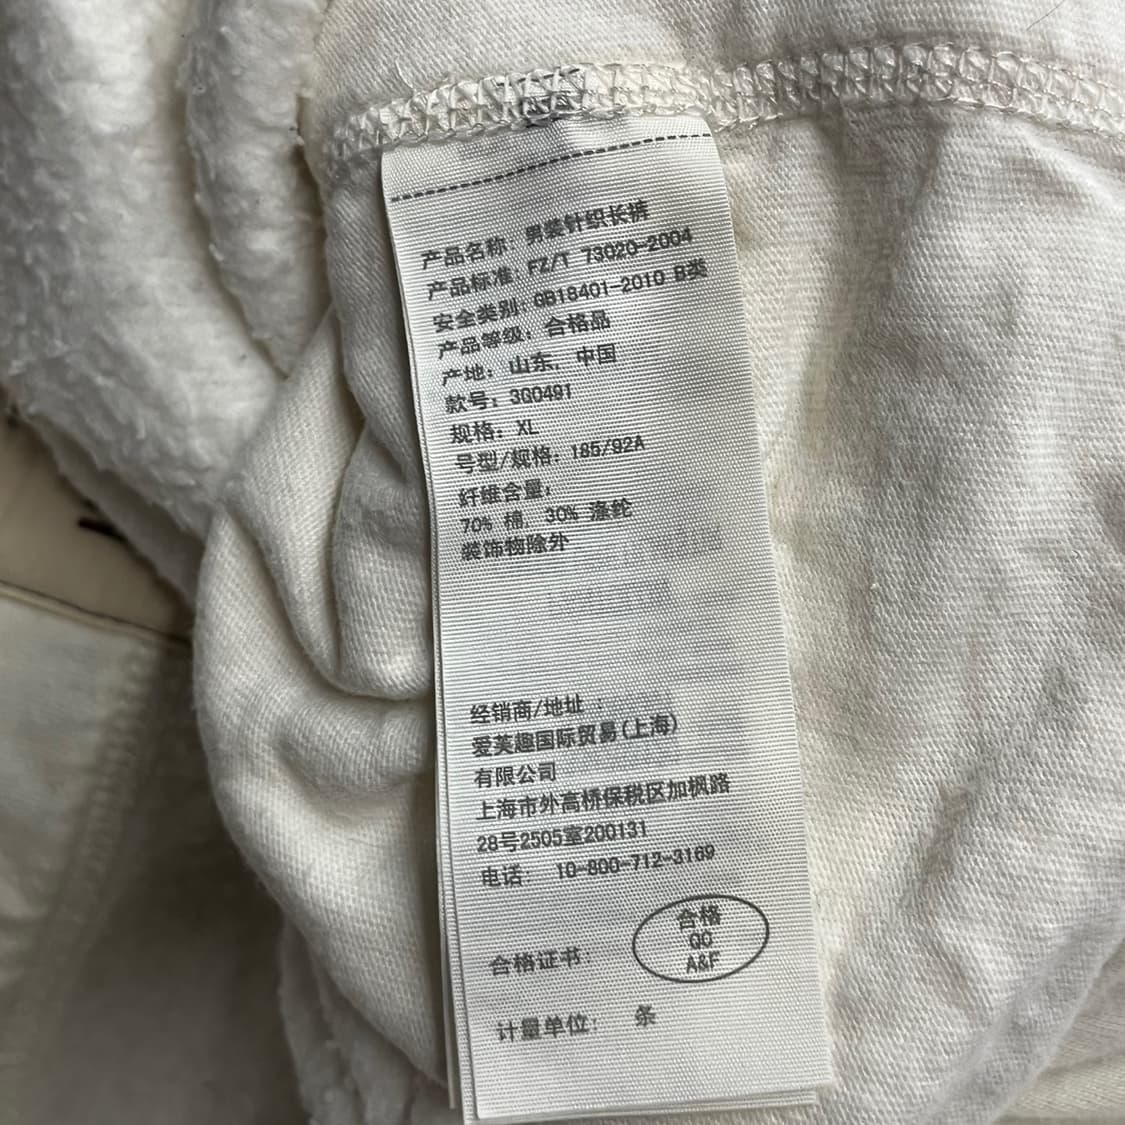 产品名称: 男装针织长裤
产品标准: FZ/T 73020-2004
安全类别: GB18401-2010 B类
产品等级: 合格品
产地: 山东, 中国
款号: 3G0491
规格: XL
号型/规格: 185/92A
纤维含量:
70% 棉, 30% 涤纶
装饰物除外
经销商/地址 :
爱芙趣国际贸易(上海)
有限公司
上海市外高桥保税区加枫路
28号2505室200131
电话: 10-800-712-3169
合格
QC
A&F
合格证书:
计量单位: 条